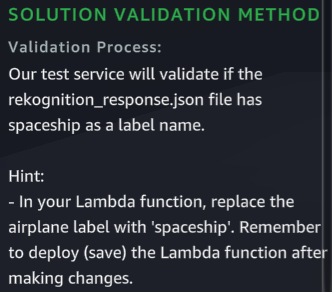 SOLUTION VALIDATION METHOD
Validation Process:
Our test service will validate if the
rekognition_response.json file has
spaceship as a label name.
Hint:
- In your Lambda function, replace the
airplane label with 'spaceship'. Remember
to deploy (save) the Lambda function after
making changes.